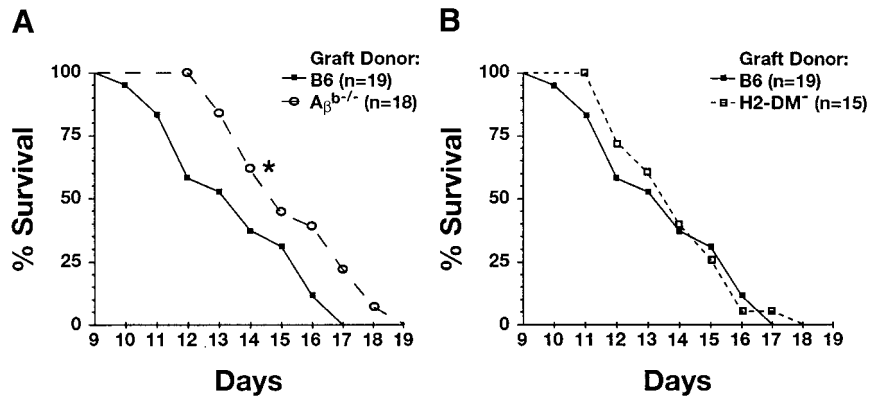 A
Graft Donor:
B6 (n=19)
Aβb-/- (n=18)
100
75
50
25
0
% Survival
*
9 10 11 12 13 14 15 16 17 18 19
Days
B
Graft Donor:
B6 (n=19)
H2-DM- (n=15)
100
75
50
25
0
% Survival
9 10 11 12 13 14 15 16 17 18 19
Days